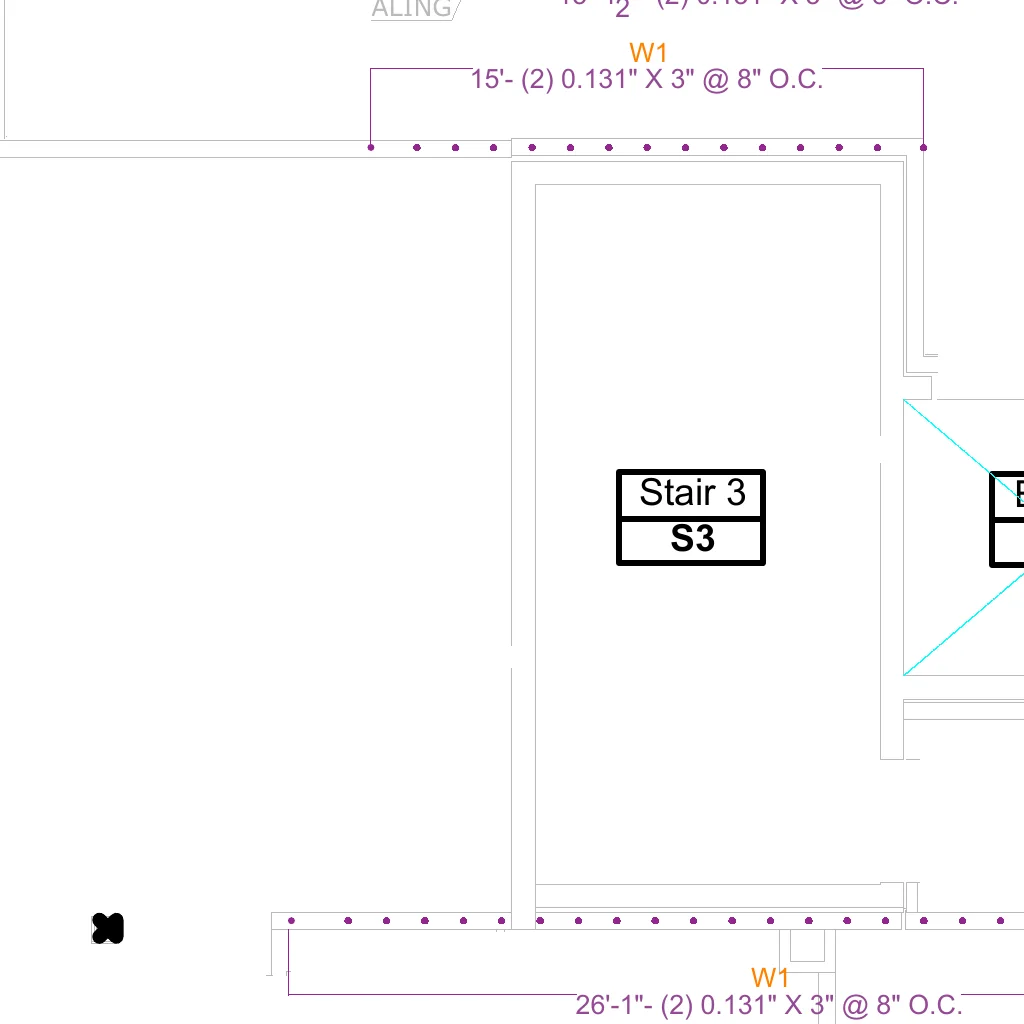 ALING
2
W1
15'- (2) 0.131" X 3" @ 8" O.C.
Stair 3
S3
W1
26'-1"- (2) 0.131" X 3" @ 8" O.C.